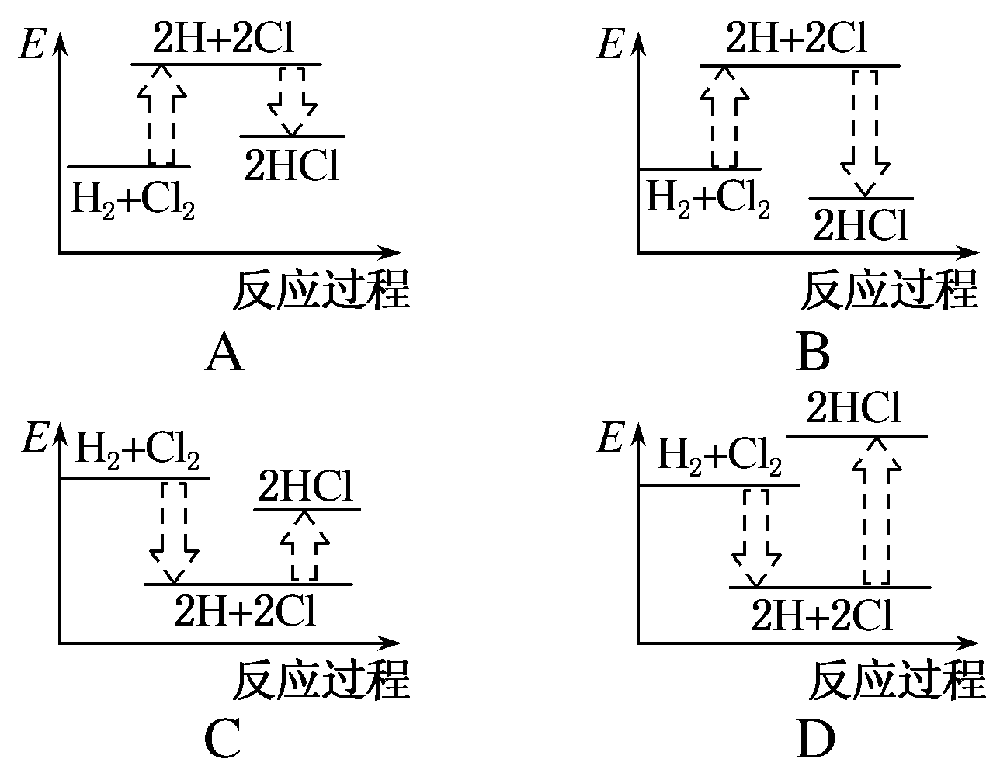 E
2H+2Cl
2HCl
H₂+Cl₂
反应过程
A
E
2H+2Cl
H₂+Cl₂
2HCl
反应过程
B
E
H₂+Cl₂
2HCl
2H+2Cl
反应过程
C
E
2HCl
H₂+Cl₂
2H+2Cl
反应过程
D